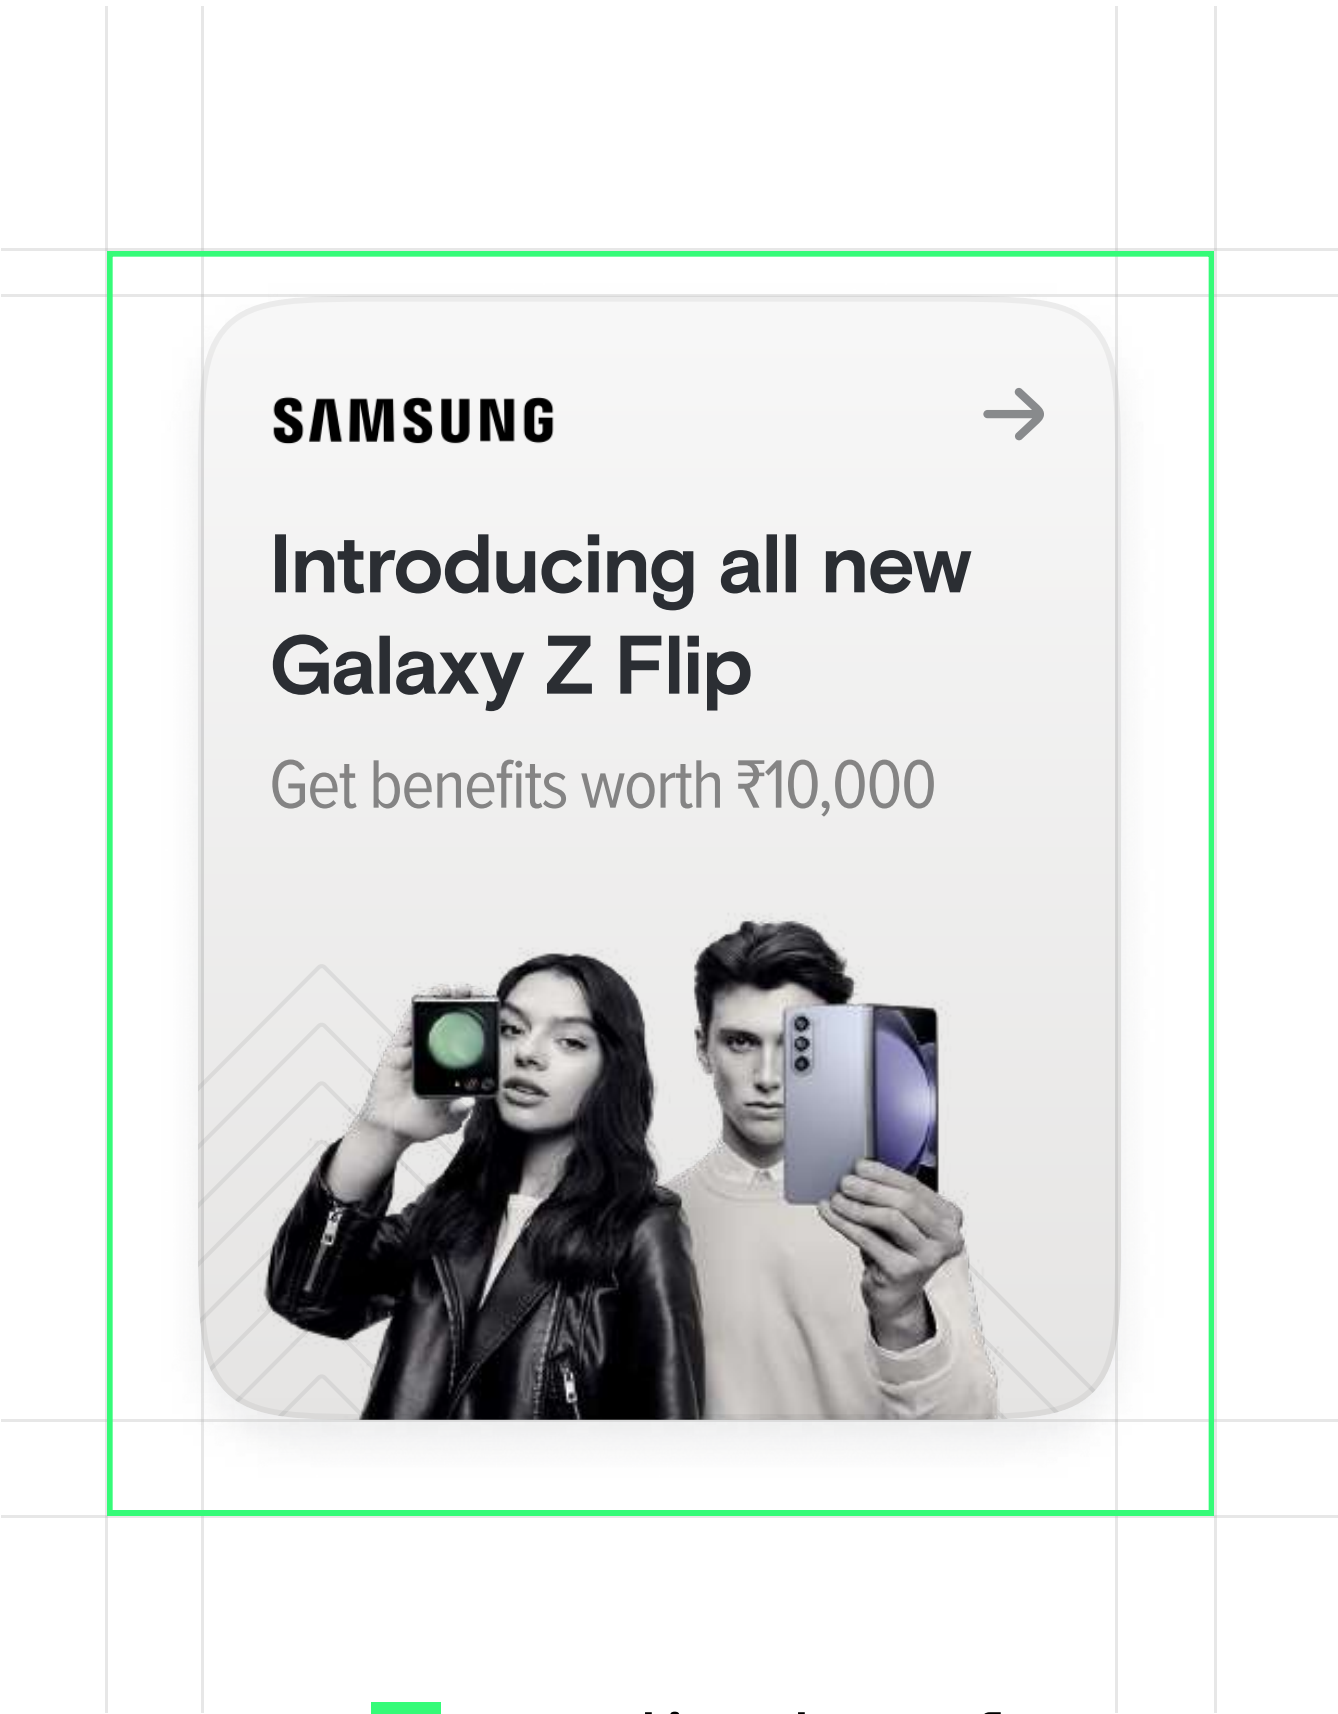 SAMSUNG
Introducing all new
Galaxy Z Flip
Get benefits worth ₹10,000